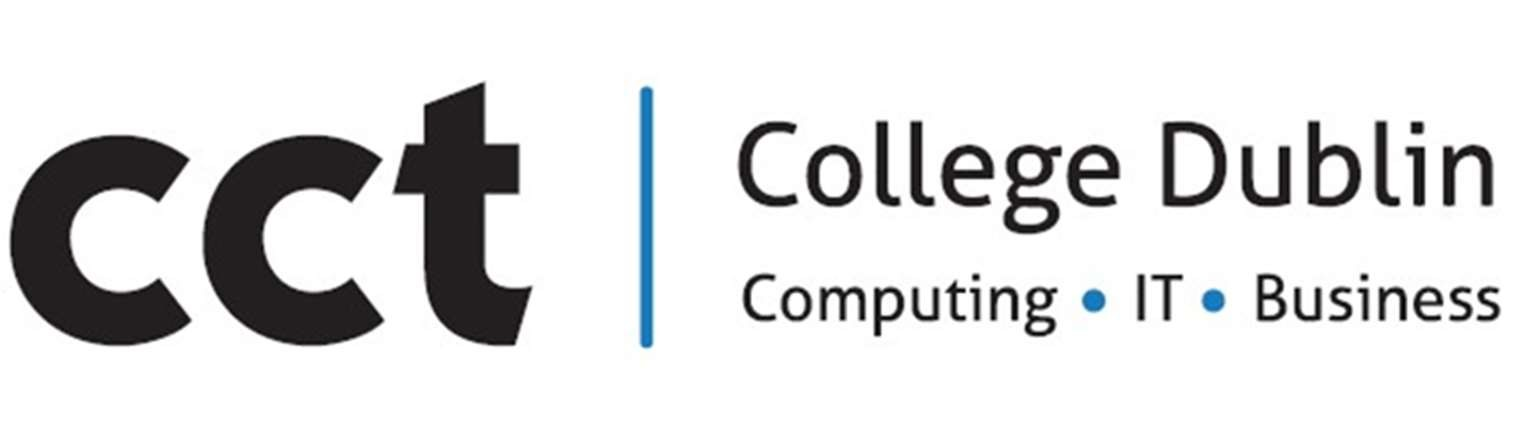 cct
College Dublin
Computing • IT • Business